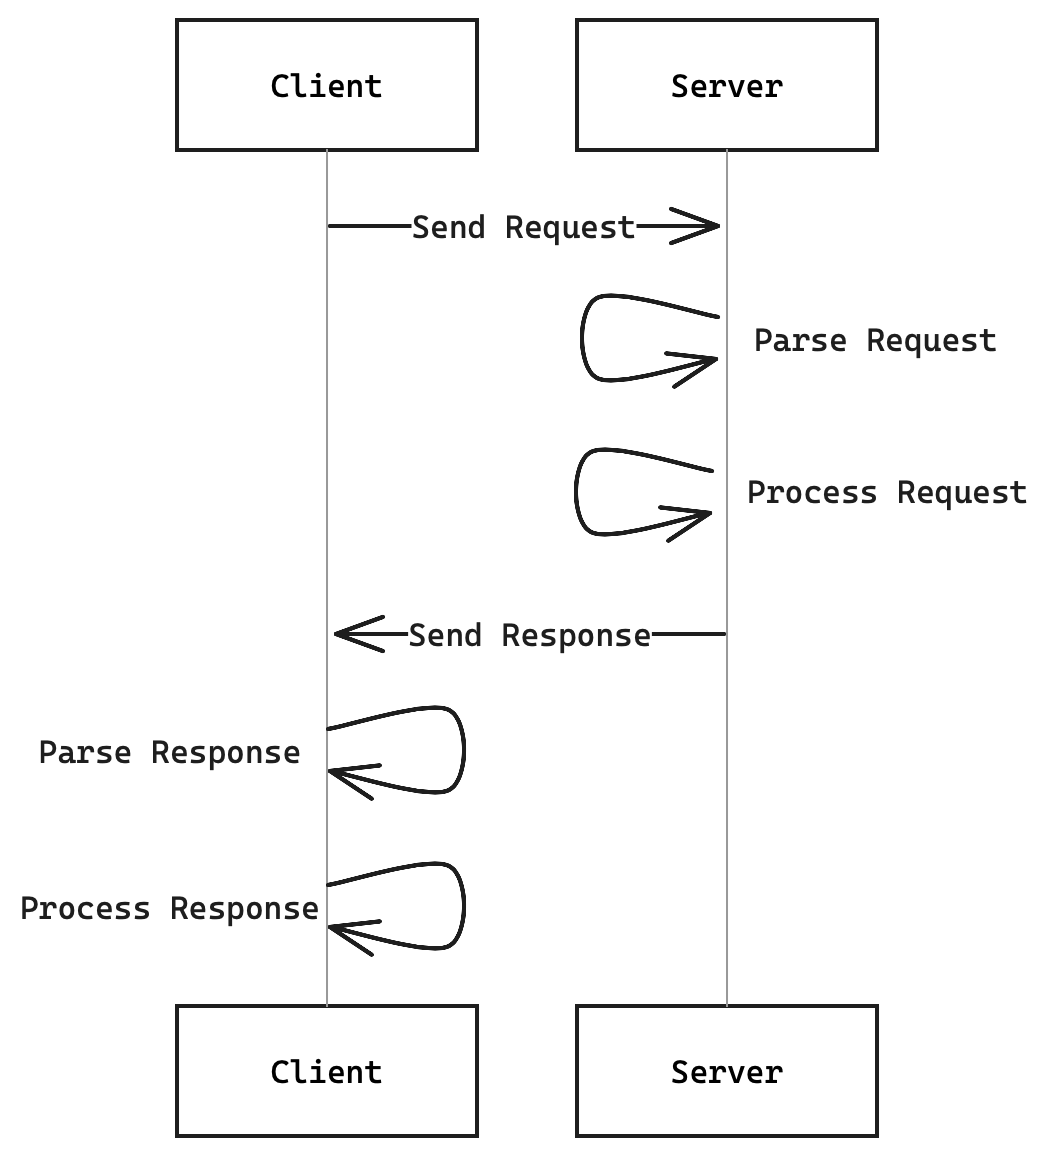 Client
Server
Send Request
Parse Request
Process Request
Send Response
Parse Response
Process Response
Client
Server